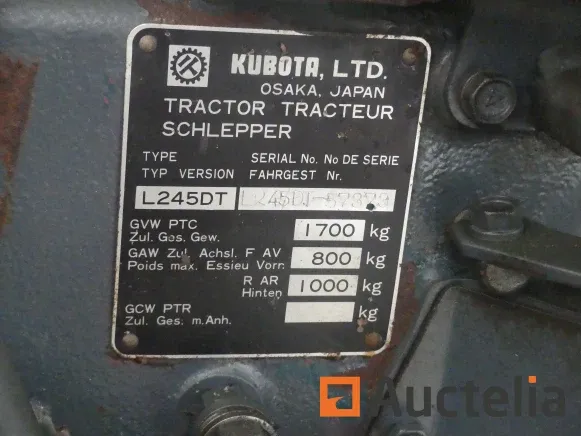 KUBOTA, LTD.
OSAKA, JAPAN
TRACTOR TRACTEUR
SCHLEPPER
TYPE SERIAL No. No DE SERIE
TYP VERSION FAHRGEST Nr.
L245DT
GVW PTC 1700 kg
Zul. Ges. Gew.
GAW Zul. Achsl. F AV 800 kg
Poids max. Essieu Vorn
R AR 1000 kg
Hinten
GCW PTR kg
Zul. Ges. m.Anh.
Auctelia